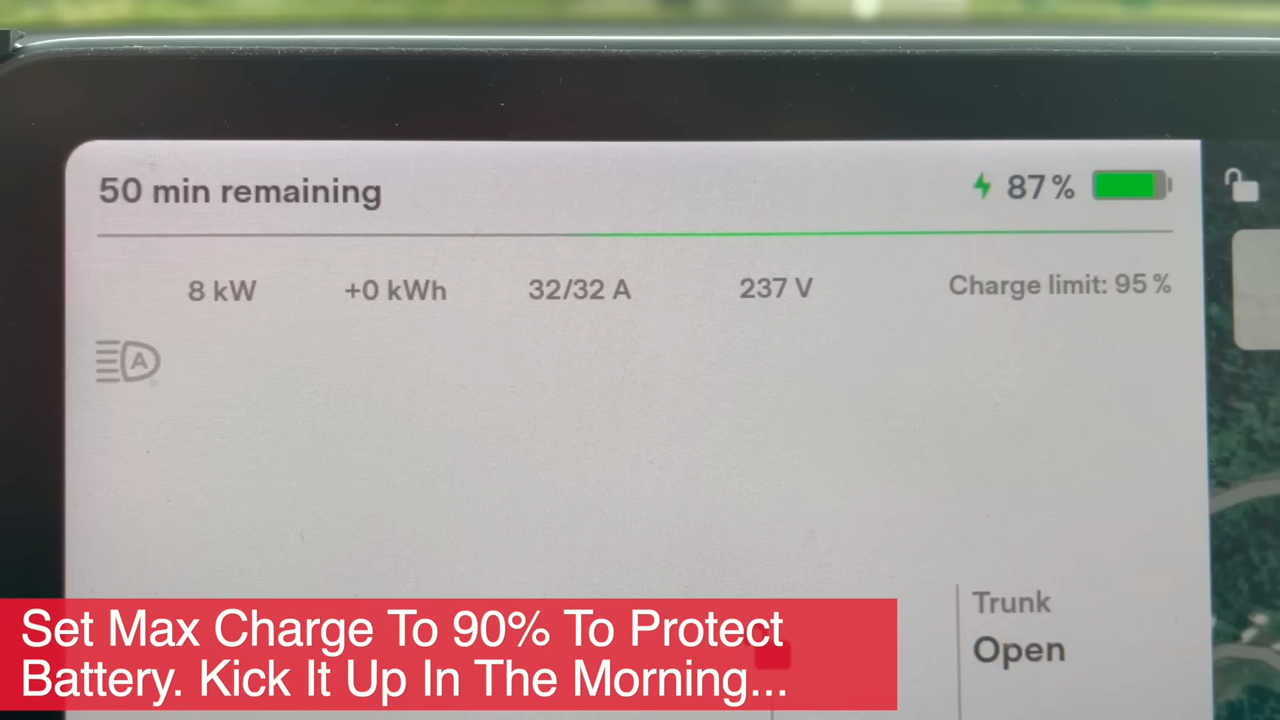 50 min remaining
87 %
8 kW
+0 kWh
32/32 A
237 V
Charge limit: 95 %
A
Trunk
Open
Set Max Charge To 90% To Protect
Battery. Kick It Up In The Morning...